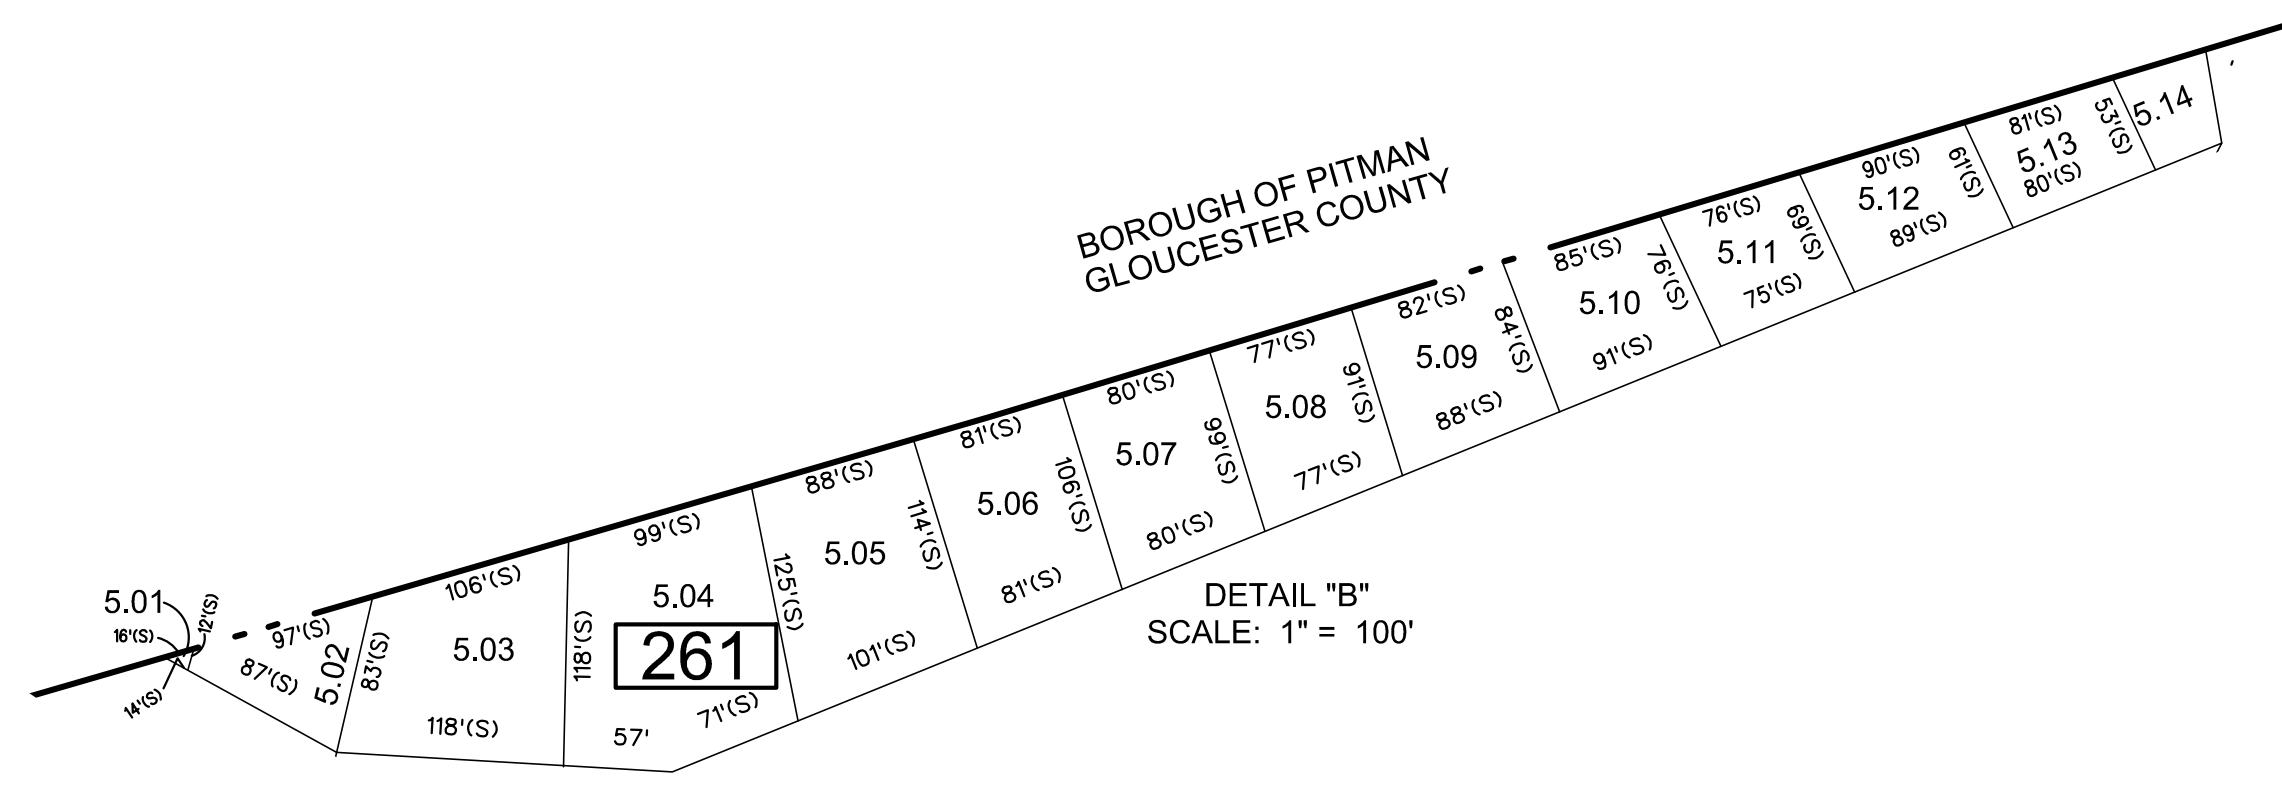 BOROUGH OF PITMAN
GLOUCESTER COUNTY
5.01
16'(S)
12'(S)
14'(S)
97'(S)
87'(S)
5.02
83'(S)
106'(S)
5.03
118'(S)
118'(S)
99'(S)
5.04
261
57'
71'(S)
125'(S)
88'(S)
5.05
101'(S)
114'(S)
81'(S)
5.06
81'(S)
106'(S)
80'(S)
5.07
80'(S)
99'(S)
77'(S)
5.08
77'(S)
91'(S)
82'(S)
5.09
88'(S)
84'(S)
85'(S)
5.10
91'(S)
76'(S)
76'(S)
5.11
75'(S)
69'(S)
90'(S)
5.12
89'(S)
61'(S)
81'(S)
5.13
80'(S)
53'(S)
5.14
DETAIL "B"
SCALE: 1" = 100'